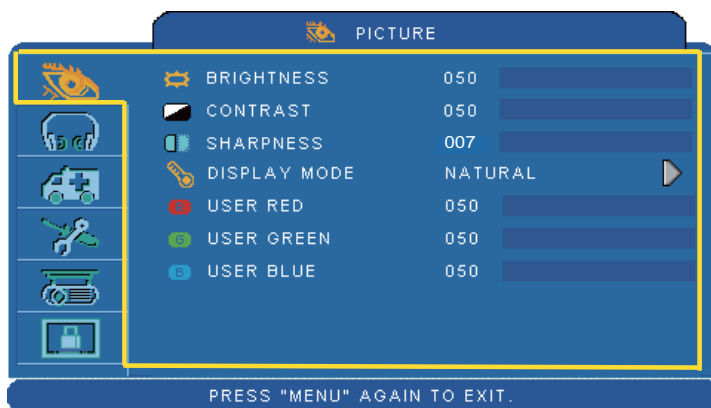 PICTURE
BRIGHTNESS 050
CONTRAST 050
SHARPNESS 007
DISPLAY MODE NATURAL
R USER RED 050
G USER GREEN 050
B USER BLUE 050
PRESS "MENU" AGAIN TO EXIT.